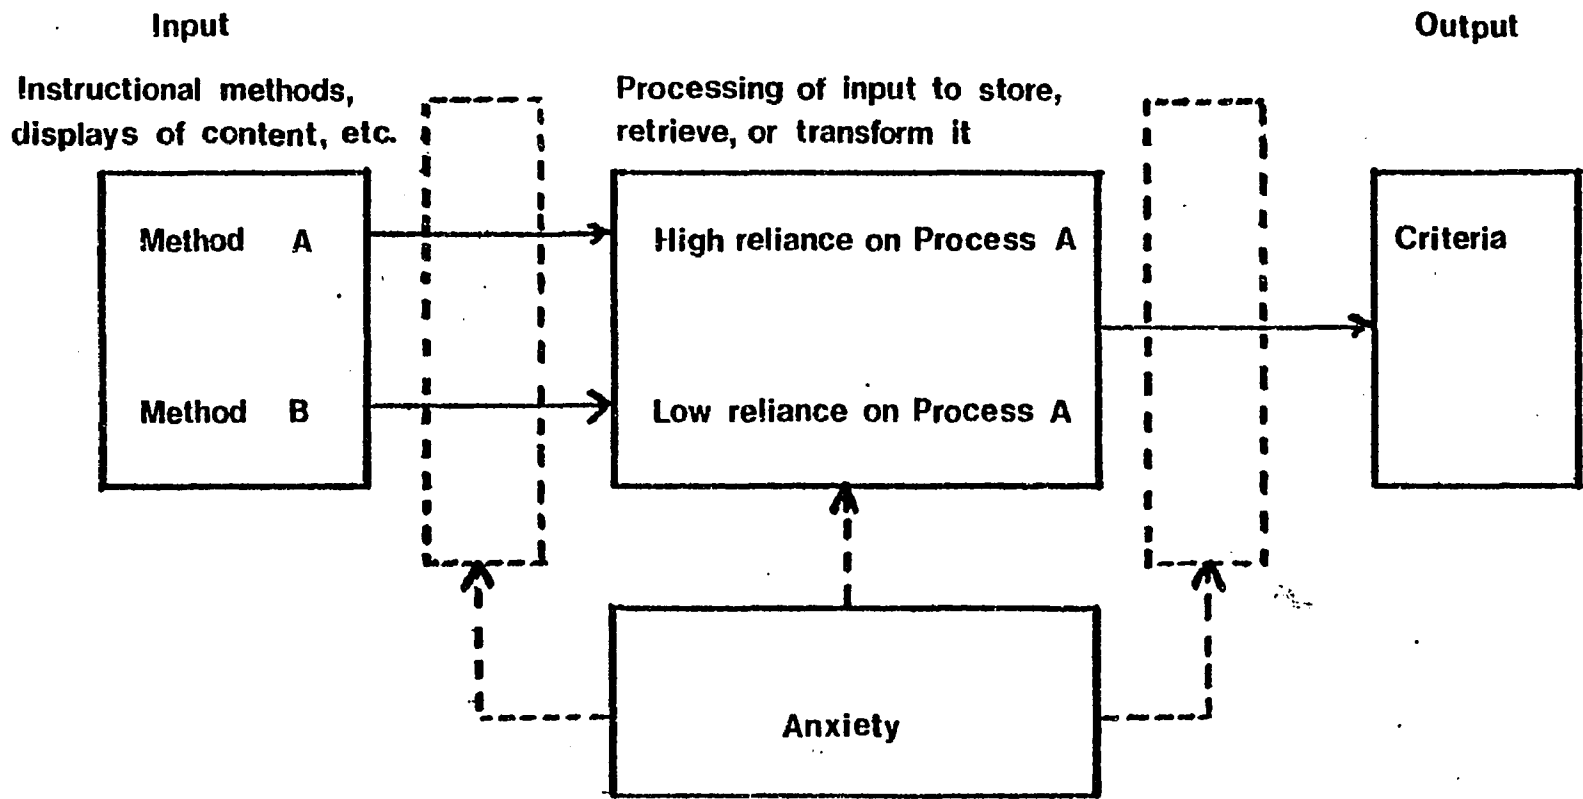 Input
Output
Instructional methods,
displays of content, etc.
Processing of input to store,
retrieve, or transform it
Method A
High reliance on Process A
Criteria
Method B
Low reliance on Process A
Anxiety